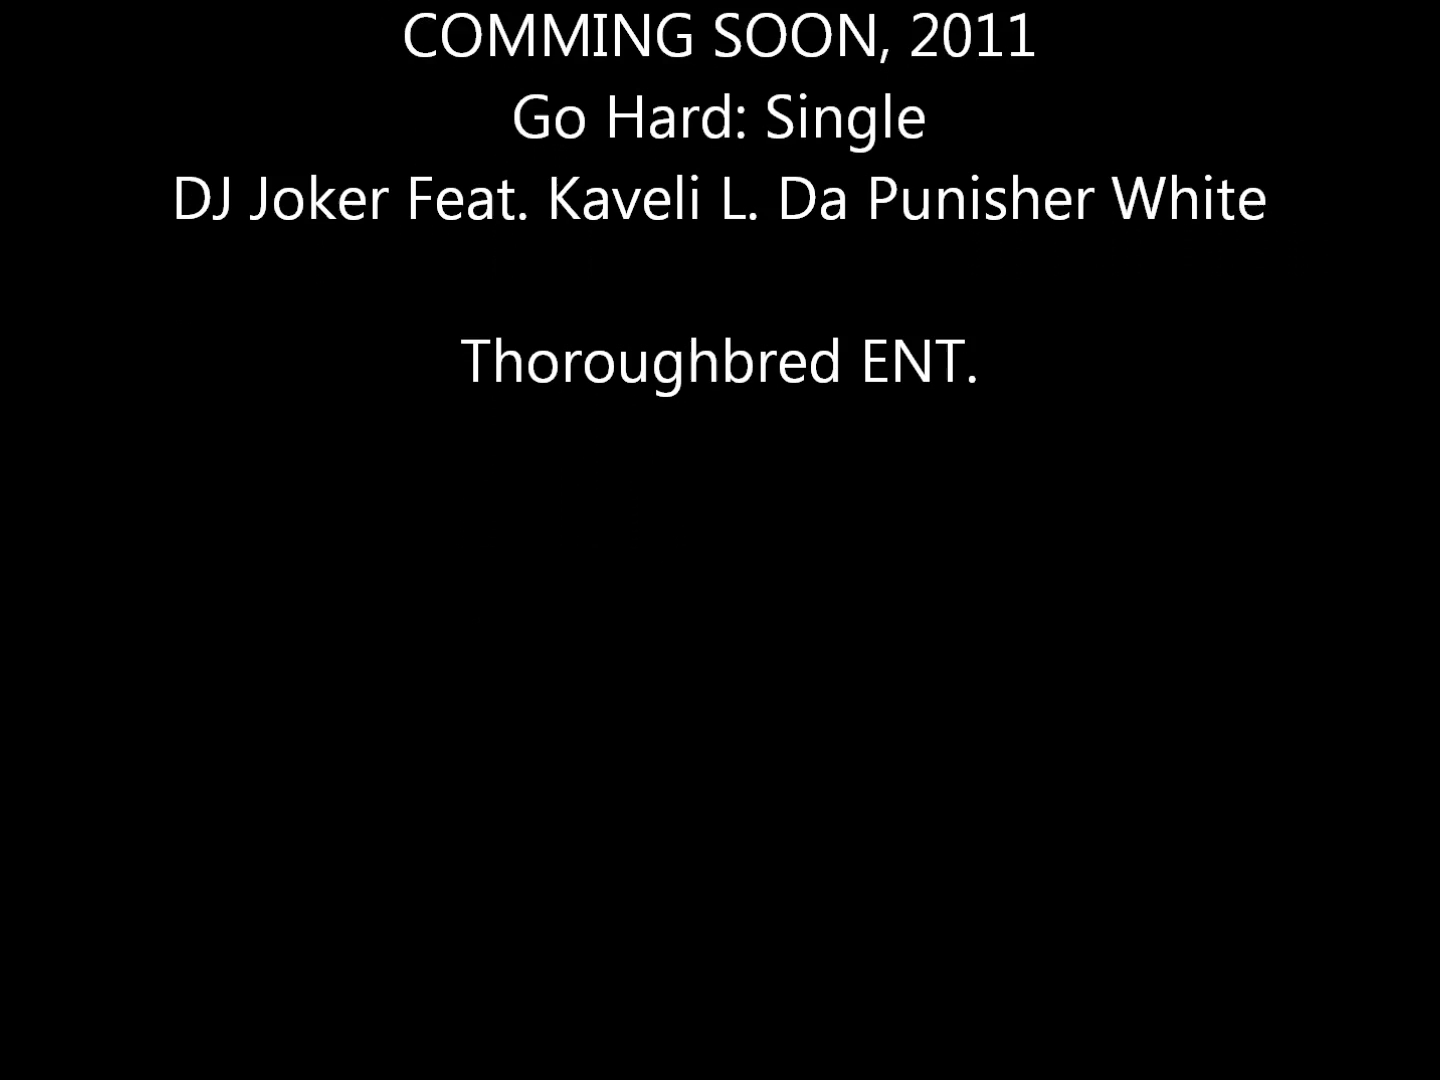 COMMING SOON, 2011
Go Hard: Single
DJ Joker Feat. Kaveli L. Da Punisher White
Thoroughbred ENT.